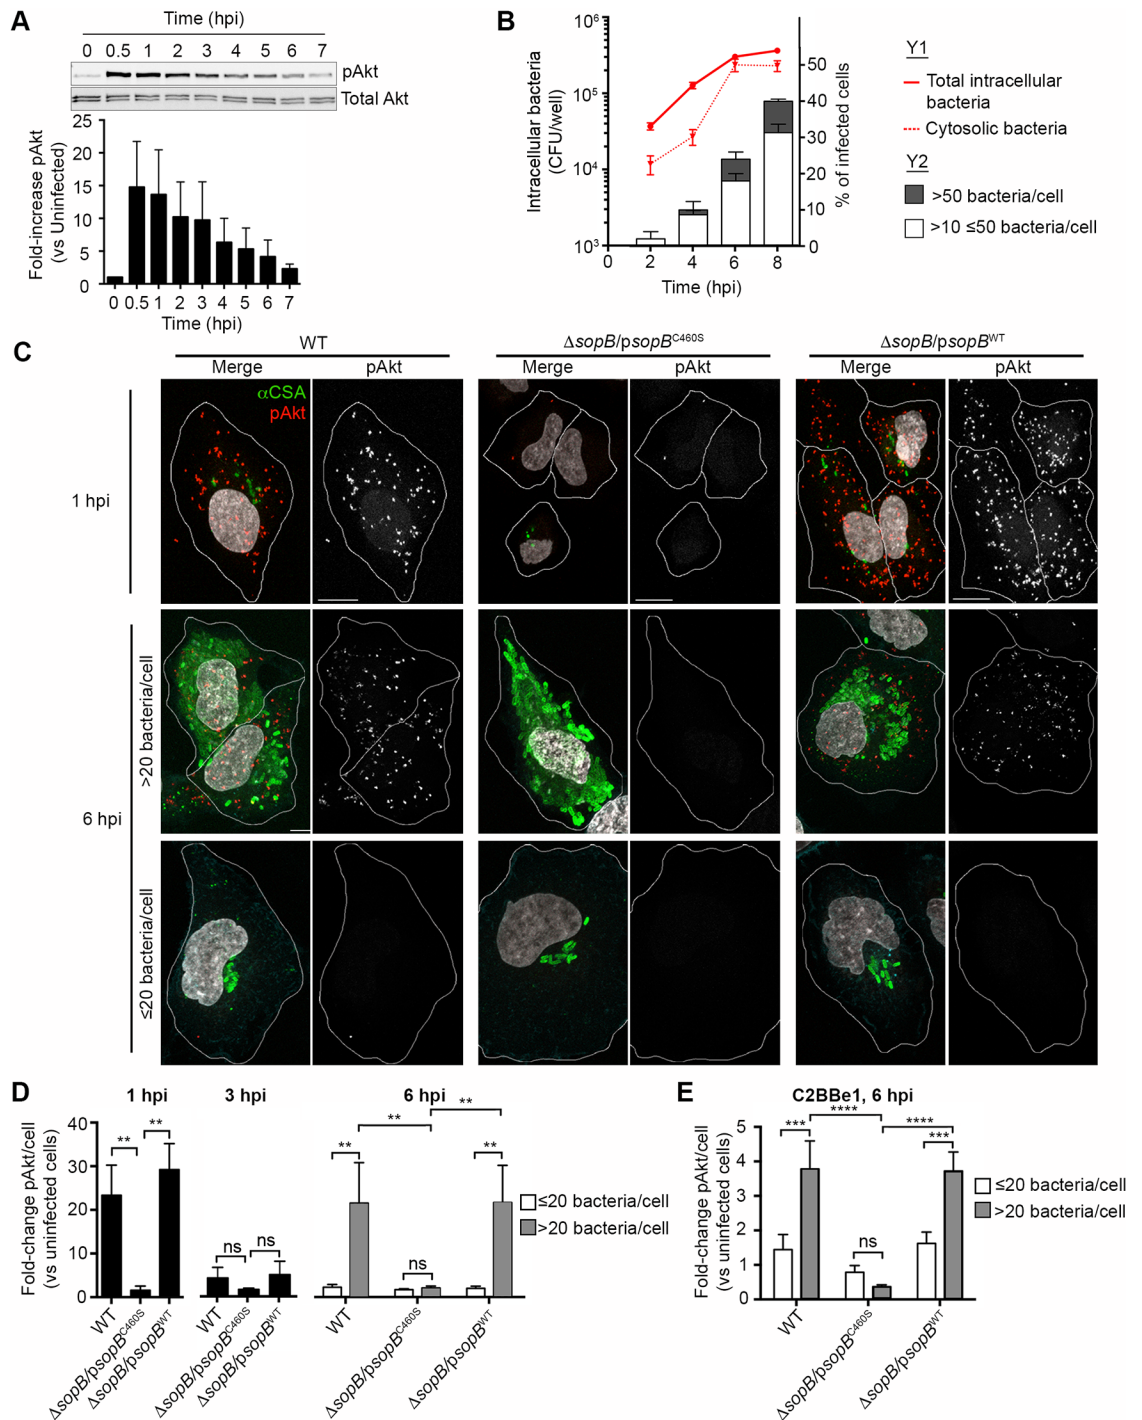 A
Time (hpi)
0 0.5 1 2 3 4 5 6 7
pAkt
Total Akt
Fold-increase pAkt
(vs Uninfected)
25
20
15
10
5
0
0 0.5 1 2 3 4 5 6 7
Time (hpi)
B
Intracellular bacteria
(CFU/well)
10⁶
10⁵
10⁴
10³
50
40
30
20
10
0
% of infected cells
0 2 4 6 8
Time (hpi)
Y1
Total intracellular
bacteria
Cytosolic bacteria
Y2
>50 bacteria/cell
>10 ≤50 bacteria/cell
C
WT
ΔsopB/psopB^C460S
ΔsopB/psopB^WT
Merge pAkt
Merge pAkt
Merge pAkt
αCSA
pAkt
1 hpi
6 hpi
>20 bacteria/cell
≤20 bacteria/cell
D
1 hpi
3 hpi
6 hpi
Fold-change pAkt/cell
(vs uninfected cells)
40
30
20
10
0
** **
ns ns
** ** ** ns **
≤20 bacteria/cell
>20 bacteria/cell
WT
ΔsopB/psopB^C460S
ΔsopB/psopB^WT
WT
ΔsopB/psopB^C460S
ΔsopB/psopB^WT
WT
ΔsopB/psopB^C460S
ΔsopB/psopB^WT
E
C2BBe1, 6 hpi
Fold-change pAkt/cell
(vs uninfected cells)
5
4
3
2
1
0
**** ****
*** ns ***
≤20 bacteria/cell
>20 bacteria/cell
WT
ΔsopB/psopB^C460S
ΔsopB/psopB^WT